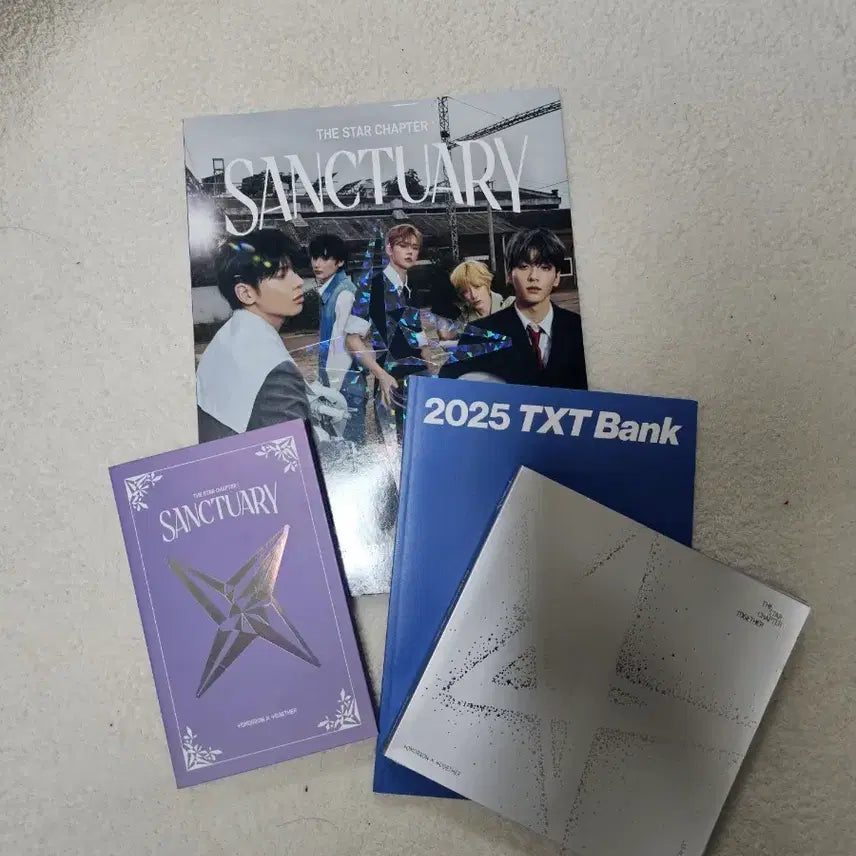 THE STAR CHAPTER
SANCTUARY
2025 TXT Bank
THE STAR CHAPTER
SANCTUARY
TOMORROW X TOGETHER
THE
STAR
CHAPTER
TOGETHER
TOMORROW X TOGETHER